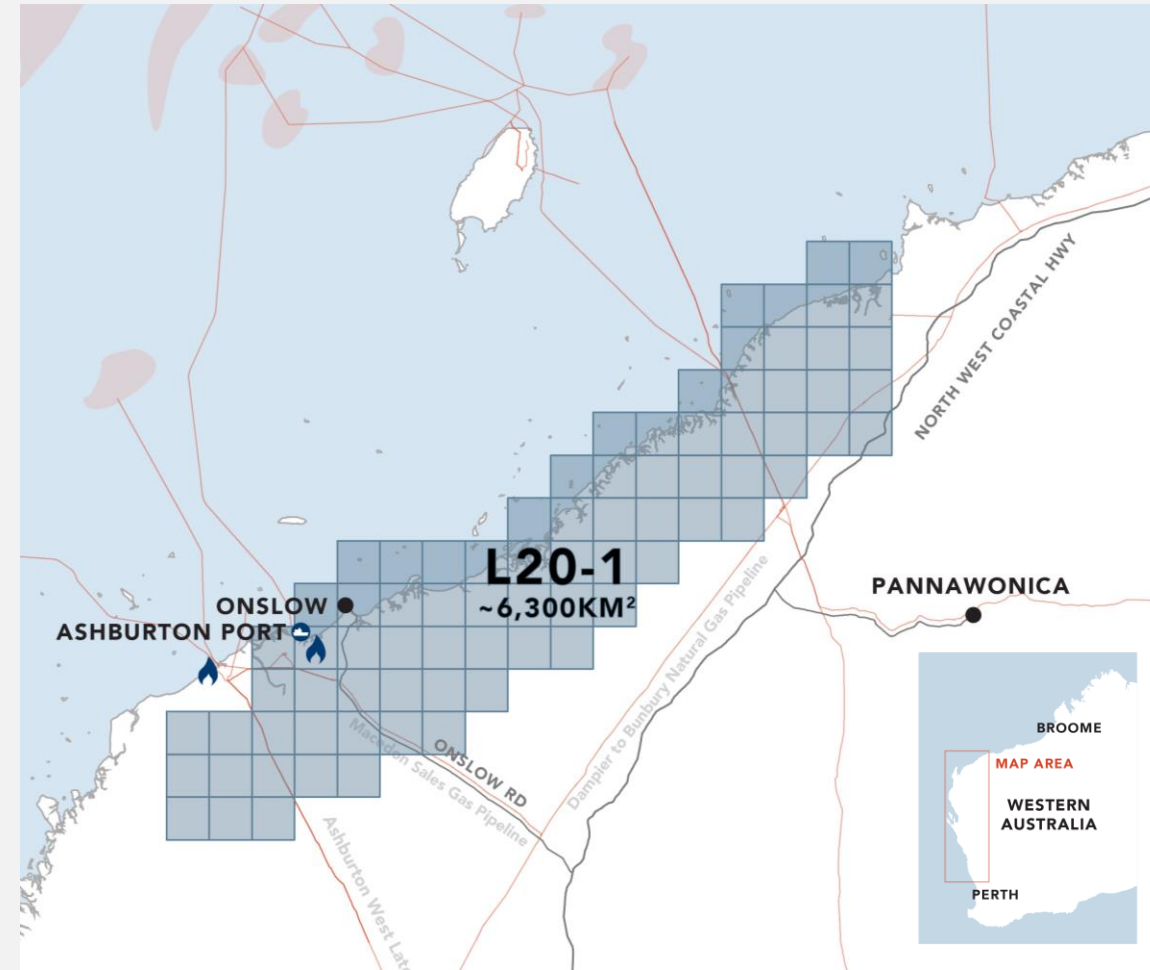 NORTH WEST COASTAL HWY
L20-1
~6,300KM²
PANNAWONICA
ONSLOW
ASHBURTON PORT
Dampier to Bunbury Natural Gas Pipeline
ONSLOW RD
Macedon Sales Gas Pipeline
Ashburton West Late
BROOME
MAP AREA
WESTERN
AUSTRALIA
PERTH